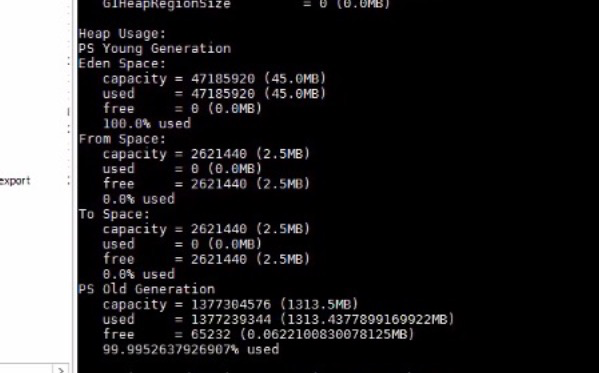 G1HeapRegionSize = 0 (0.0MB)
Heap Usage:
PS Young Generation
Eden Space:
capacity = 47185920 (45.0MB)
used = 47185920 (45.0MB)
free = 0 (0.0MB)
100.0% used
From Space:
capacity = 2621440 (2.5MB)
used = 0 (0.0MB)
free = 2621440 (2.5MB)
0.0% used
To Space:
capacity = 2621440 (2.5MB)
used = 0 (0.0MB)
free = 2621440 (2.5MB)
0.0% used
PS Old Generation
capacity = 1377304576 (1313.5MB)
used = 1377239344 (1313.4377899169922MB)
free = 65232 (0.0622100830078125MB)
99.9952637926907% used
export